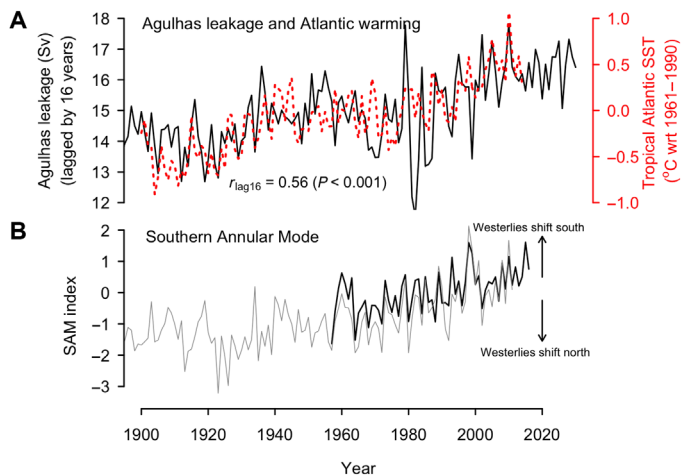 A
Agulhas leakage and Atlantic warming
Agulhas leakage (Sv)
(lagged by 16 years)
18
17
16
15
14
13
12
r lag16 = 0.56 (P < 0.001)
1.0
0.5
0.0
−0.5
−1.0
Tropical Atlantic SST
(°C wrt 1961–1990)
B
Southern Annular Mode
SAM index
2
1
0
−1
−2
−3
Westerlies shift south
Westerlies shift north
1900 1920 1940 1960 1980 2000 2020
Year